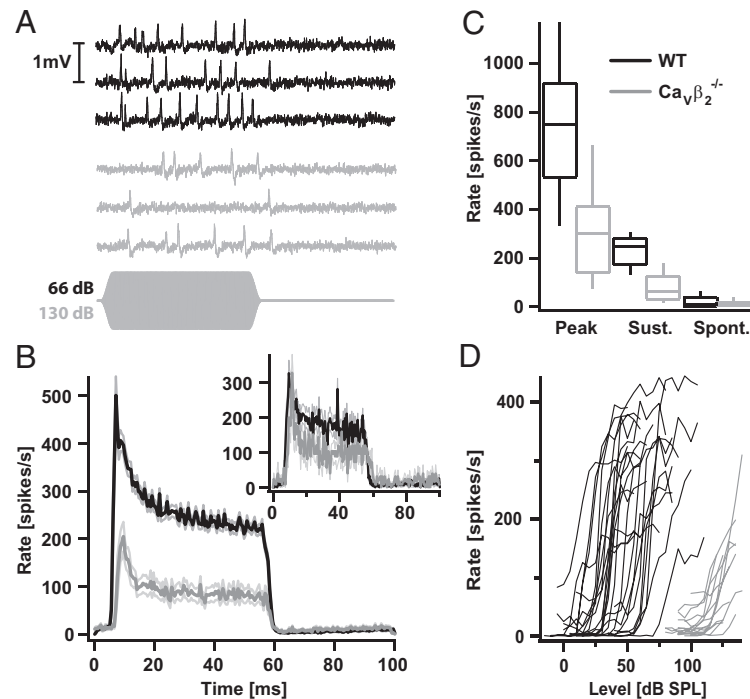 A
1mV
66 dB
130 dB
B
Rate [spikes/s]
500
400
300
200
100
0
0 20 40 60 80 100
Time [ms]
300
200
100
0
0 40 80
C
Rate [spikes/s]
1000
800
600
400
200
0
WT
CaVβ2-/-
Peak Sust. Spont.
D
Rate [spikes/s]
400
200
0
0 50 100
Level [dB SPL]